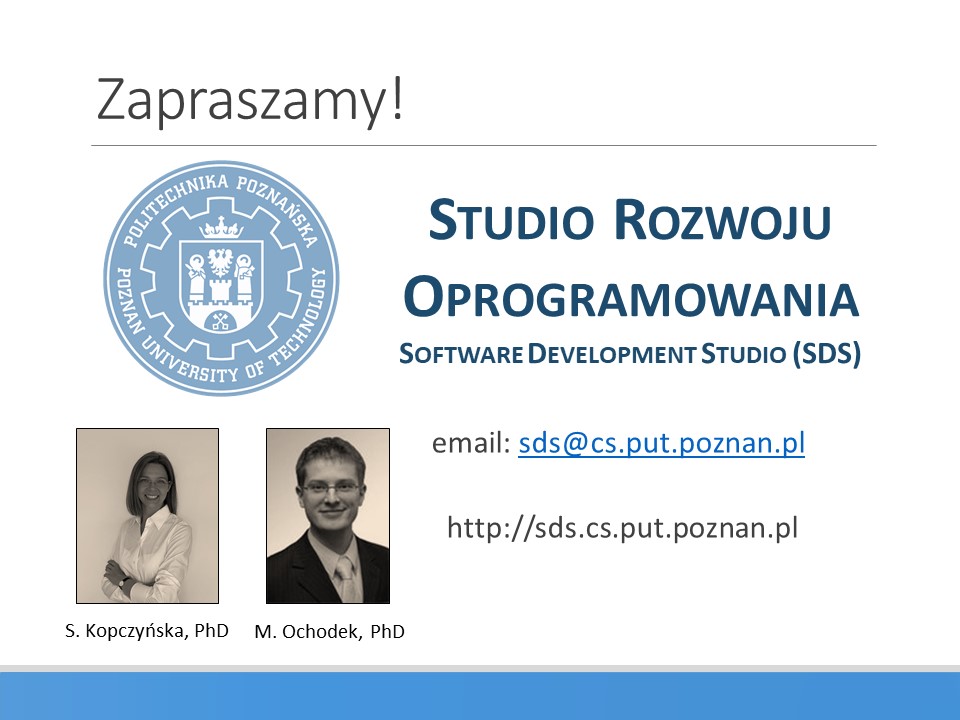 Zapraszamy!
POLITECHNIKA POZNAŃSKA
POZNAN UNIVERSITY OF TECHNOLOGY
STUDIO ROZWOJU
OPROGRAMOWANIA
SOFTWARE DEVELOPMENT STUDIO (SDS)
email: sds@cs.put.poznan.pl
http://sds.cs.put.poznan.pl
S. Kopczyńska, PhD
M. Ochodek, PhD